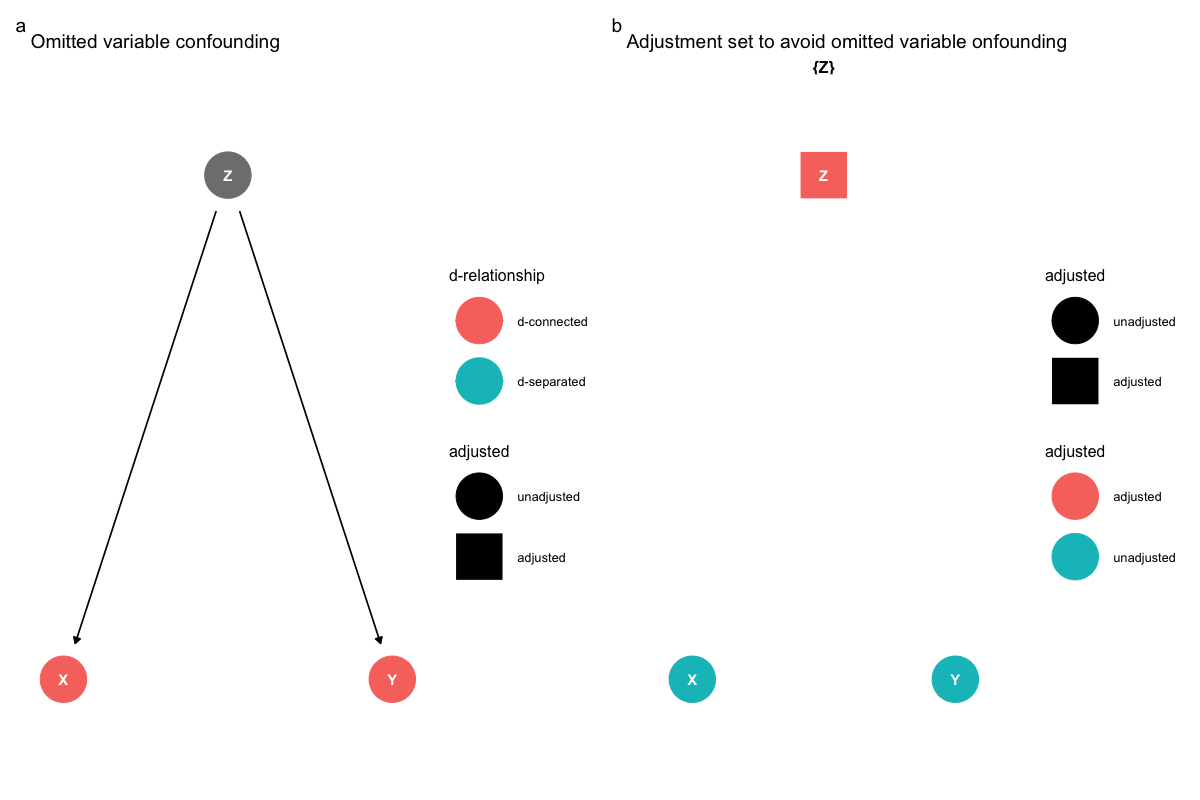 a
Omitted variable confounding
Z
X
Y
d-relationship
d-connected
d-separated
adjusted
unadjusted
adjusted
b
Adjustment set to avoid omitted variable onfounding
{Z}
Z
X
Y
adjusted
unadjusted
adjusted
adjusted
adjusted
unadjusted